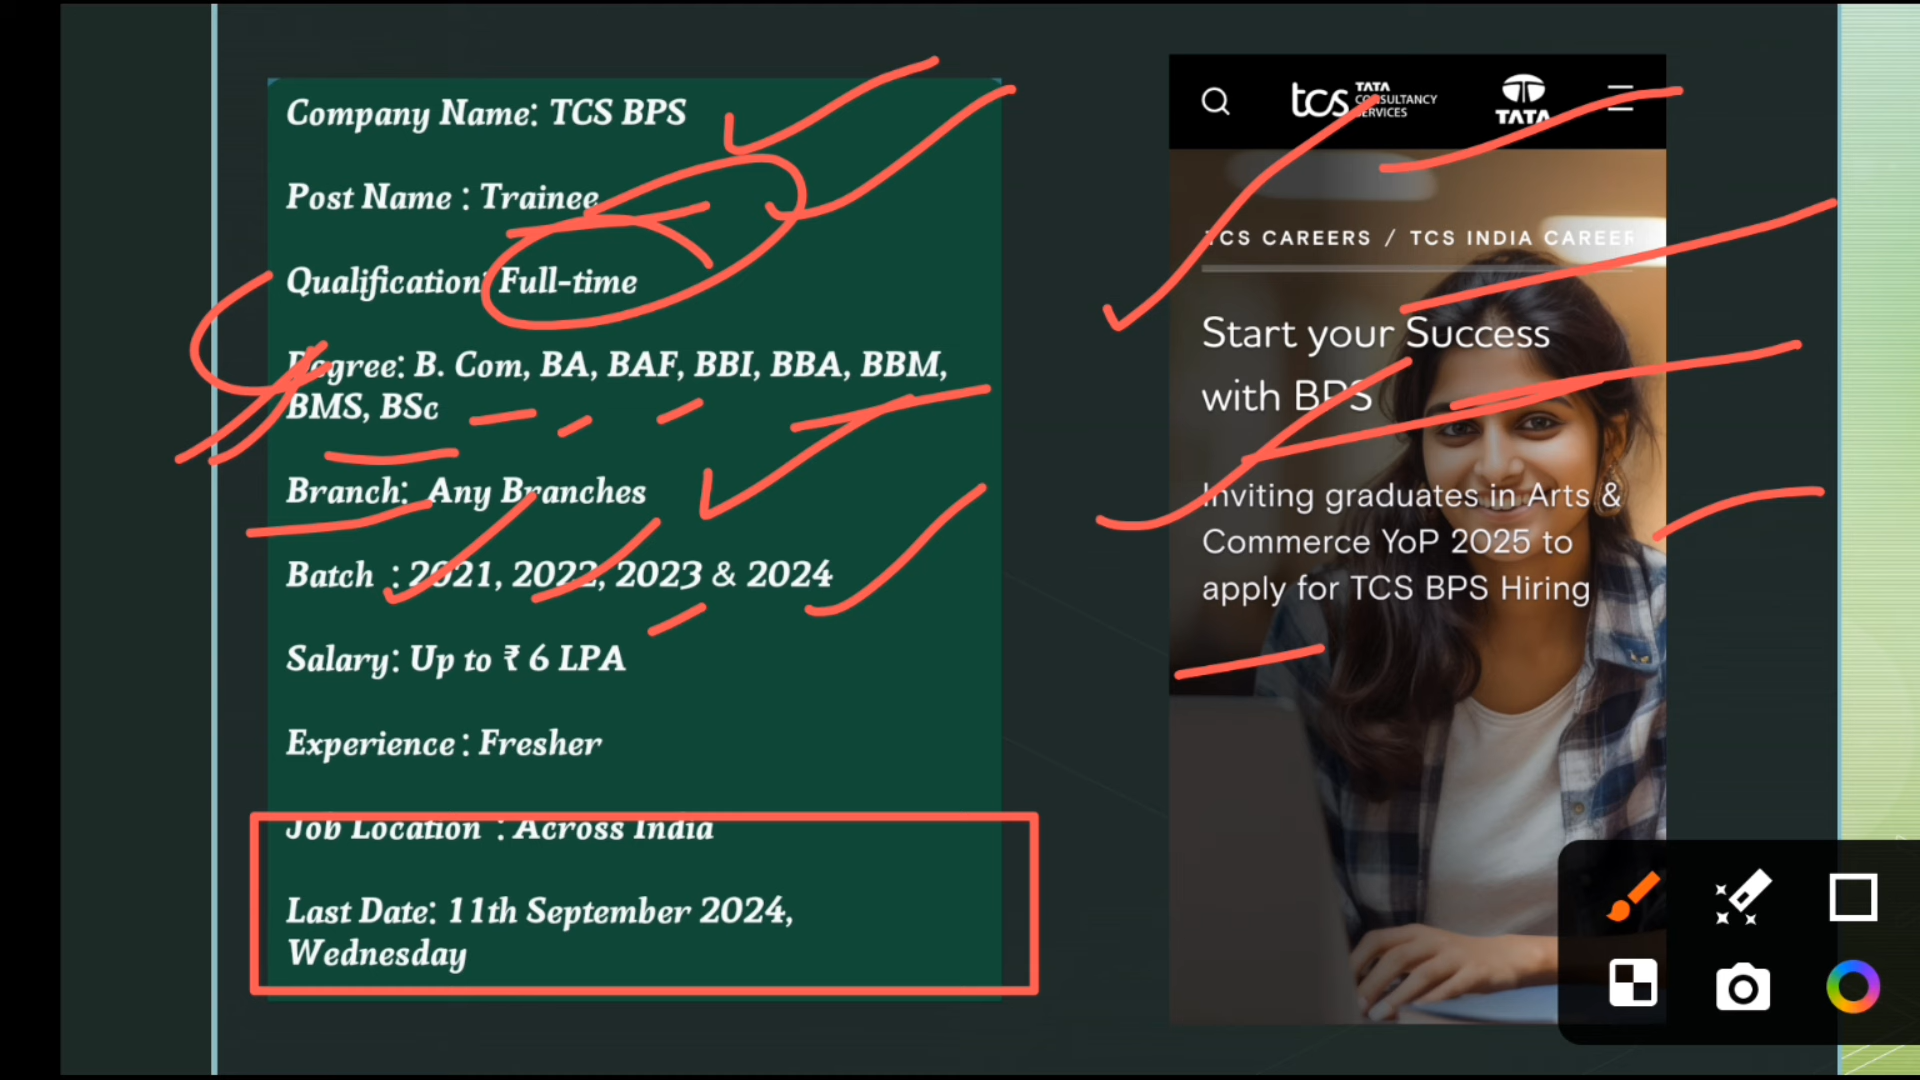 Company Name: TCS BPS
Post Name : Trainee
Qualification: Full-time
Degree: B. Com, BA, BAF, BBI, BBA, BBM,
BMS, BSc
Branch: Any Branches
Batch : 2021, 2022, 2023 & 2024
Salary: Up to ₹ 6 LPA
Experience : Fresher
Job Location : Across India
Last Date: 11th September 2024,
Wednesday
tcs TATA
CONSULTANCY
SERVICES
TATA
TCS CAREERS / TCS INDIA CAREER
Start your Success
with BPS
Inviting graduates in Arts &
Commerce YoP 2025 to
apply for TCS BPS Hiring